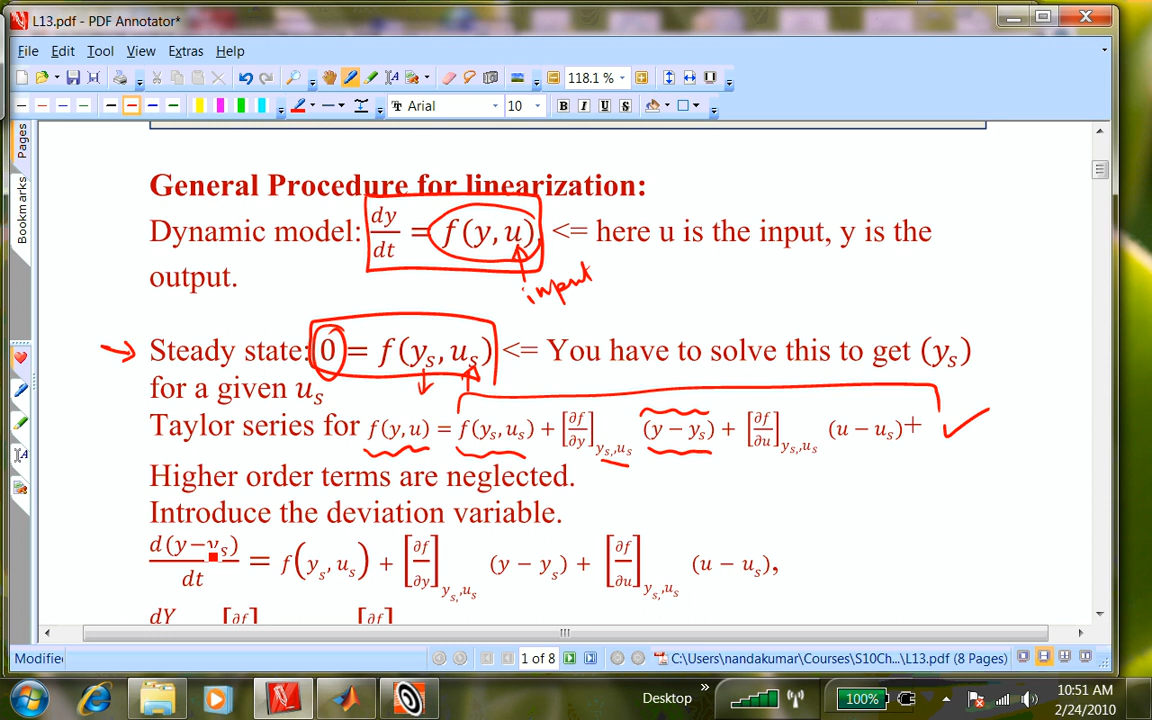 L13.pdf - PDF Annotator*
File Edit Tool View Extras Help
118.1 %
Arial 10 B I U S
Pages
Bookmarks
General Procedure for linearization:
Dynamic model: dy/dt = f(y, u) <= here u is the input, y is the
output.
input
Steady state: 0 = f(y_s, u_s) <= You have to solve this to get (y_s)
for a given u_s
Taylor series for f(y, u) = f(y_s, u_s) + [∂f/∂y]_{y_s,u_s} (y − y_s) + [∂f/∂u]_{y_s,u_s} (u − u_s)+
Higher order terms are neglected.
Introduce the deviation variable.
d(y−y_s)/dt = f(y_s, u_s) + [∂f/∂y]_{y_s,u_s} (y − y_s) + [∂f/∂u]_{y_s,u_s} (u − u_s),
dY [∂f] [∂f]
Modified
1 of 8
C:\Users\nandakumar\Courses\S10Ch...\L13.pdf (8 Pages)
Desktop »
100%
10:51 AM
2/24/2010